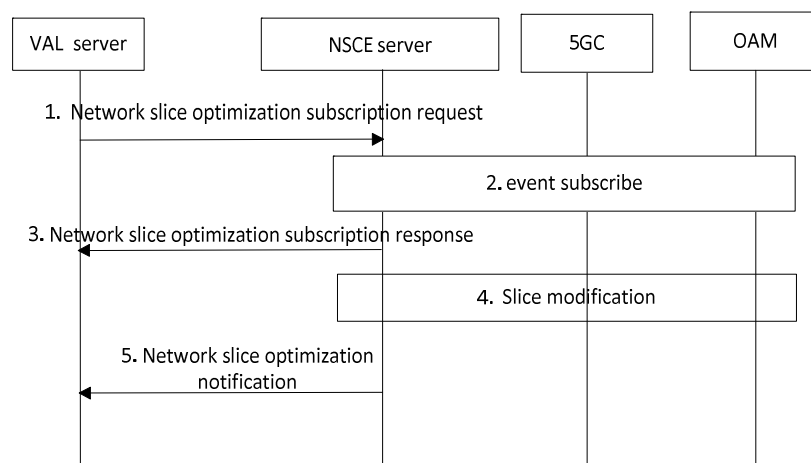 VAL server
NSCE server
5GC
OAM
1. Network slice optimization subscription request
2. event subscribe
3. Network slice optimization subscription response
4. Slice modification
5. Network slice optimization
notification